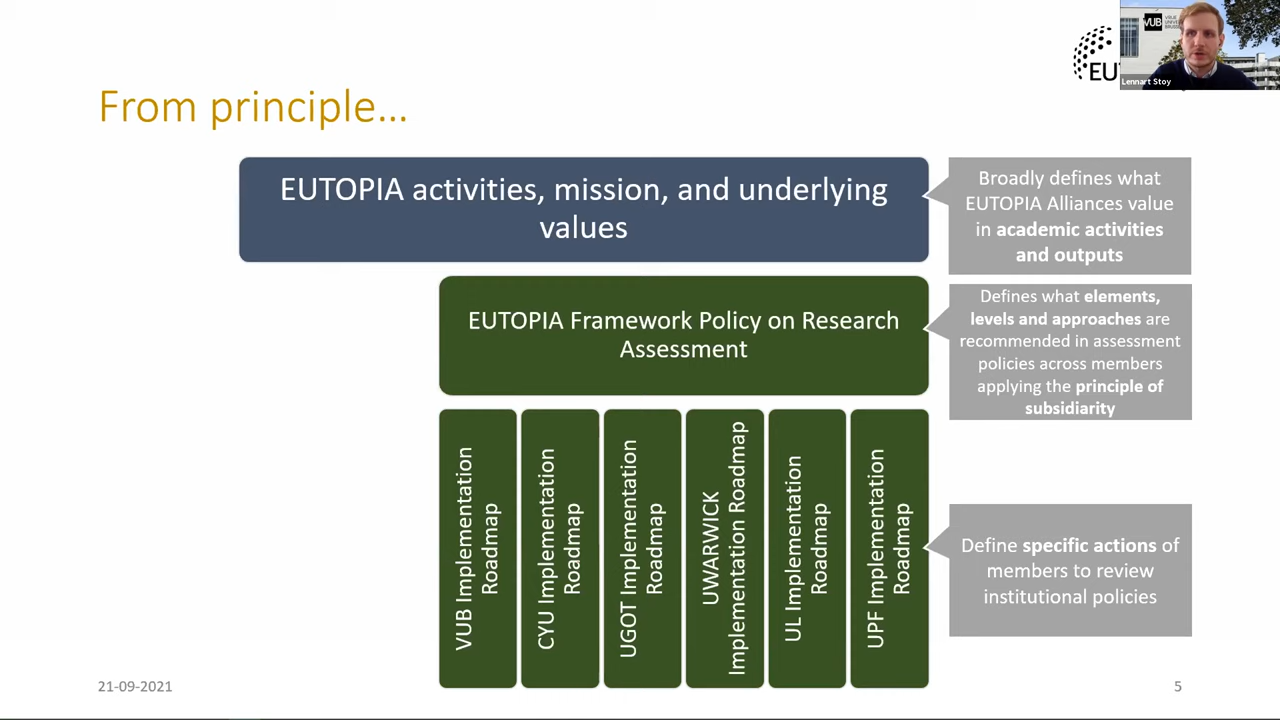 VUB
EU
Lennart Stoy
From principle...
EUTOPIA activities, mission, and underlying
values
Broadly defines what
EUTOPIA Alliances value
in academic activities
and outputs
EUTOPIA Framework Policy on Research
Assessment
Defines what elements,
levels and approaches are
recommended in assessment
policies across members
applying the principle of
subsidiarity
VUB Implementation
Roadmap
CYU Implementation
Roadmap
UGOT Implementation
Roadmap
UWARWICK
Implementation Roadmap
UL Implementation
Roadmap
UPF Implementation
Roadmap
Define specific actions of
members to review
institutional policies
21-09-2021
5